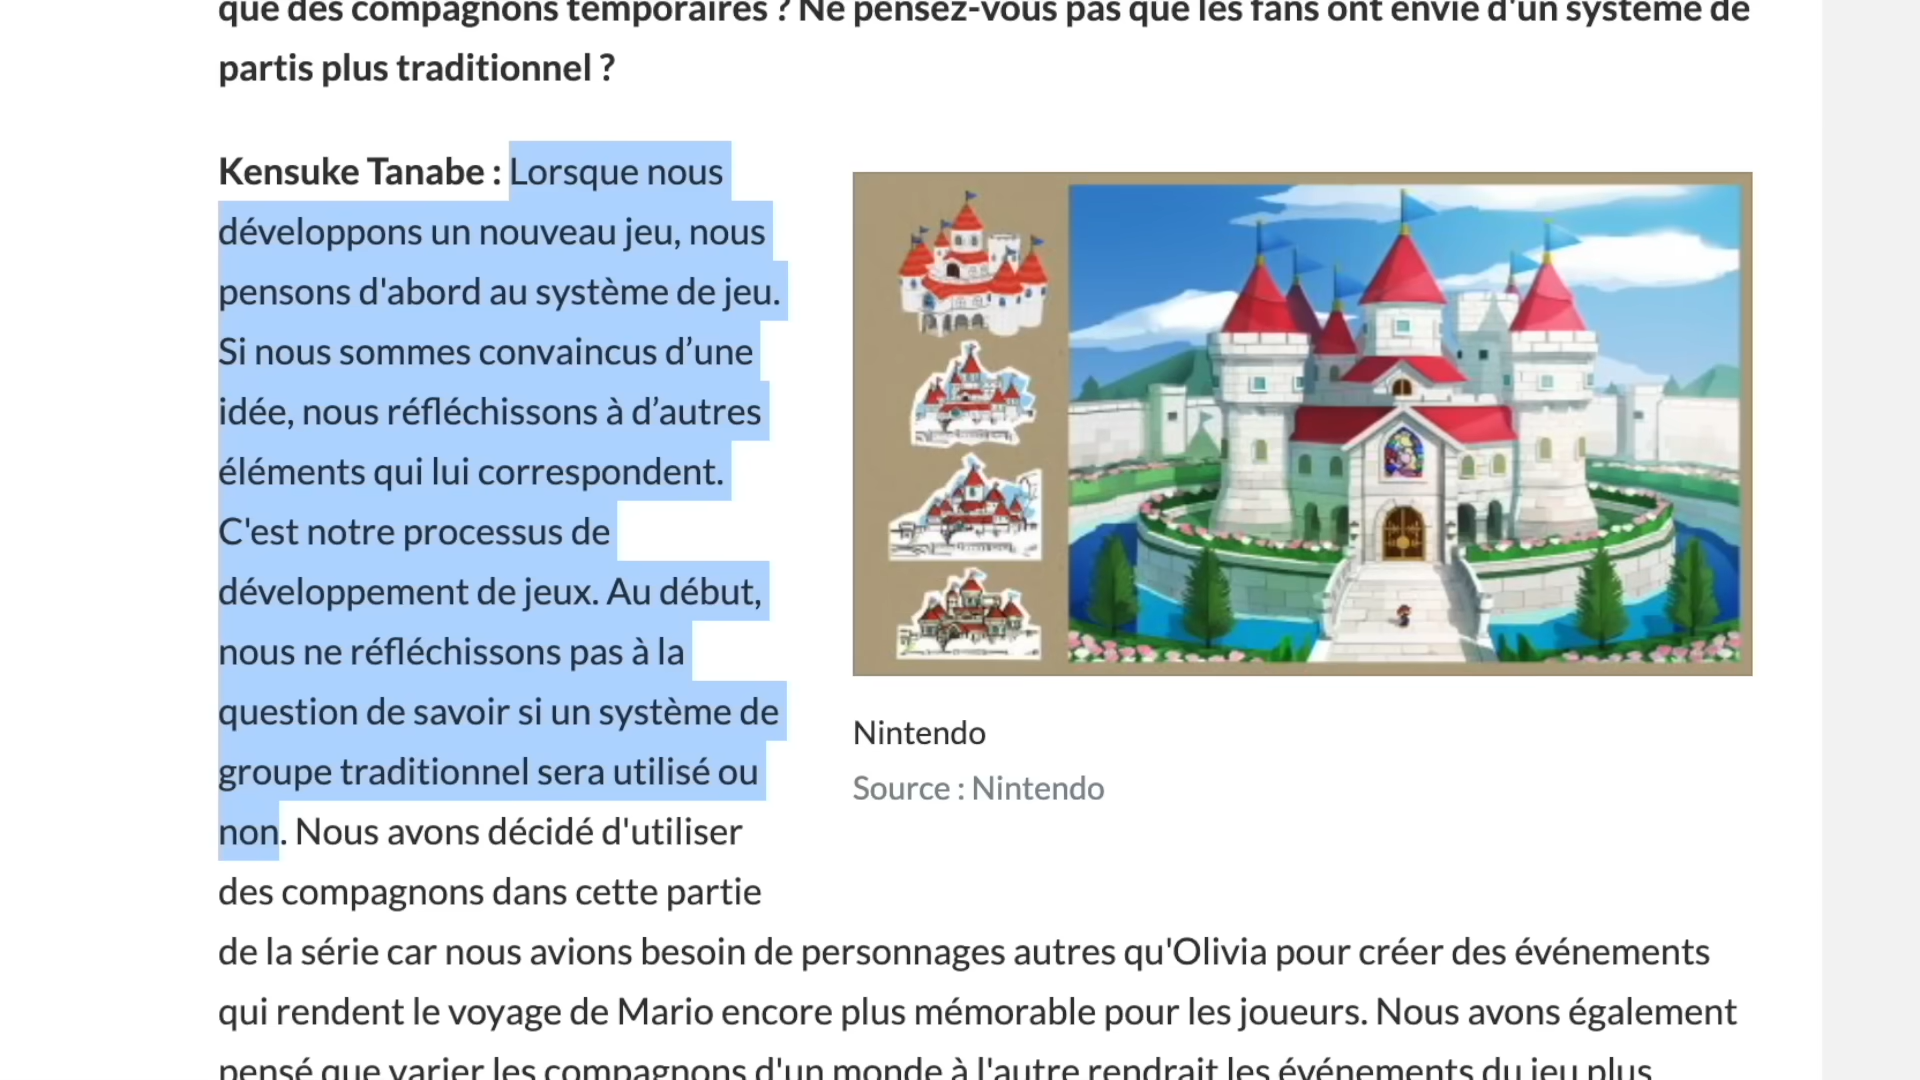 que des compagnons temporaires ? Ne pensez-vous pas que les fans ont envie d'un système de
partis plus traditionnel ?
Kensuke Tanabe : Lorsque nous
développons un nouveau jeu, nous
pensons d'abord au système de jeu.
Si nous sommes convaincus d’une
idée, nous réfléchissons à d’autres
éléments qui lui correspondent.
C'est notre processus de
développement de jeux. Au début,
nous ne réfléchissons pas à la
question de savoir si un système de
groupe traditionnel sera utilisé ou
non. Nous avons décidé d'utiliser
des compagnons dans cette partie
de la série car nous avions besoin de personnages autres qu'Olivia pour créer des événements
qui rendent le voyage de Mario encore plus mémorable pour les joueurs. Nous avons également
pensé que varier les compagnons d'un monde à l'autre rendrait les événements du jeu plus
Nintendo
Source : Nintendo